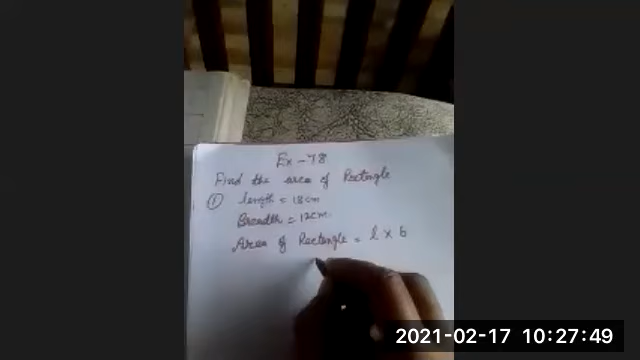 Ex - 78
Find the area of Rectangle
① length = 18cm
Breadth = 12cm
Area of Rectangle = l × b
2021-02-17 10:27:49